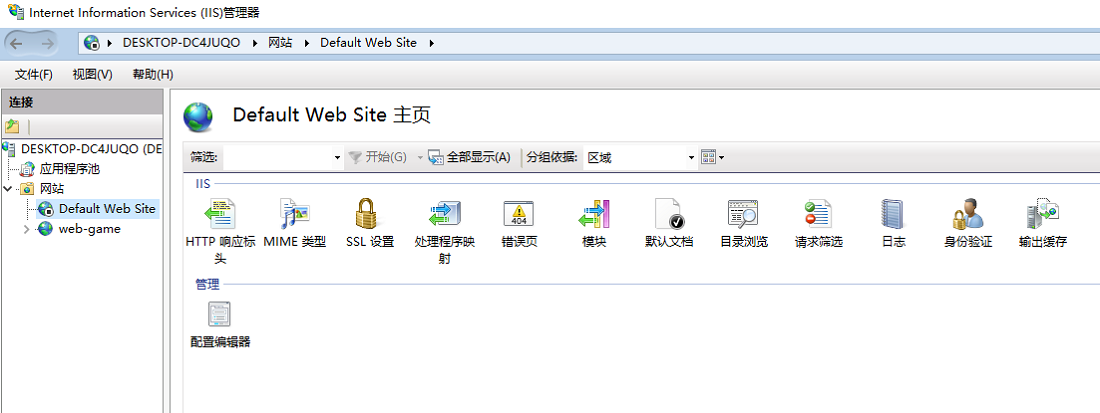 Internet Information Services (IIS)管理器
DESKTOP-DC4JUQO 网站 Default Web Site
文件(F) 视图(V) 帮助(H)
连接
DESKTOP-DC4JUQO (DE
应用程序池
网站
Default Web Site
web-game
Default Web Site 主页
筛选: 开始(G) 全部显示(A) 分组依据: 区域
IIS
HTTP 响应标头
MIME 类型
SSL 设置
处理程序映射
404
错误页
模块
默认文档
目录浏览
请求筛选
日志
身份验证
输出缓存
管理
配置编辑器